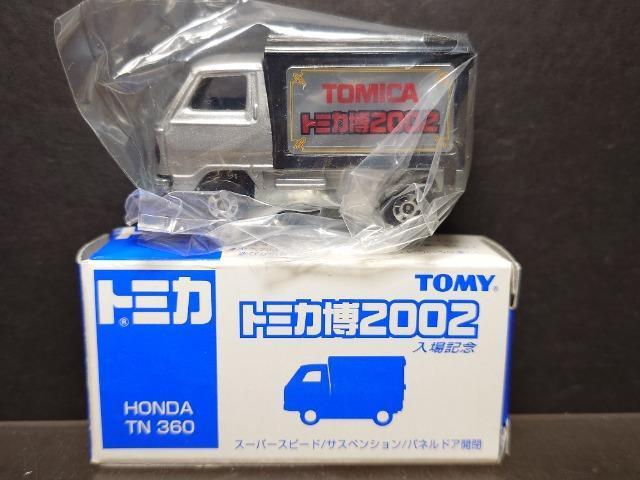 TOMICA
トミカ博2002
トミカ®
TOMY®
トミカ博2002
入場記念
HONDA
TN 360
スーパースピード/サスペンション/パネルドア開閉